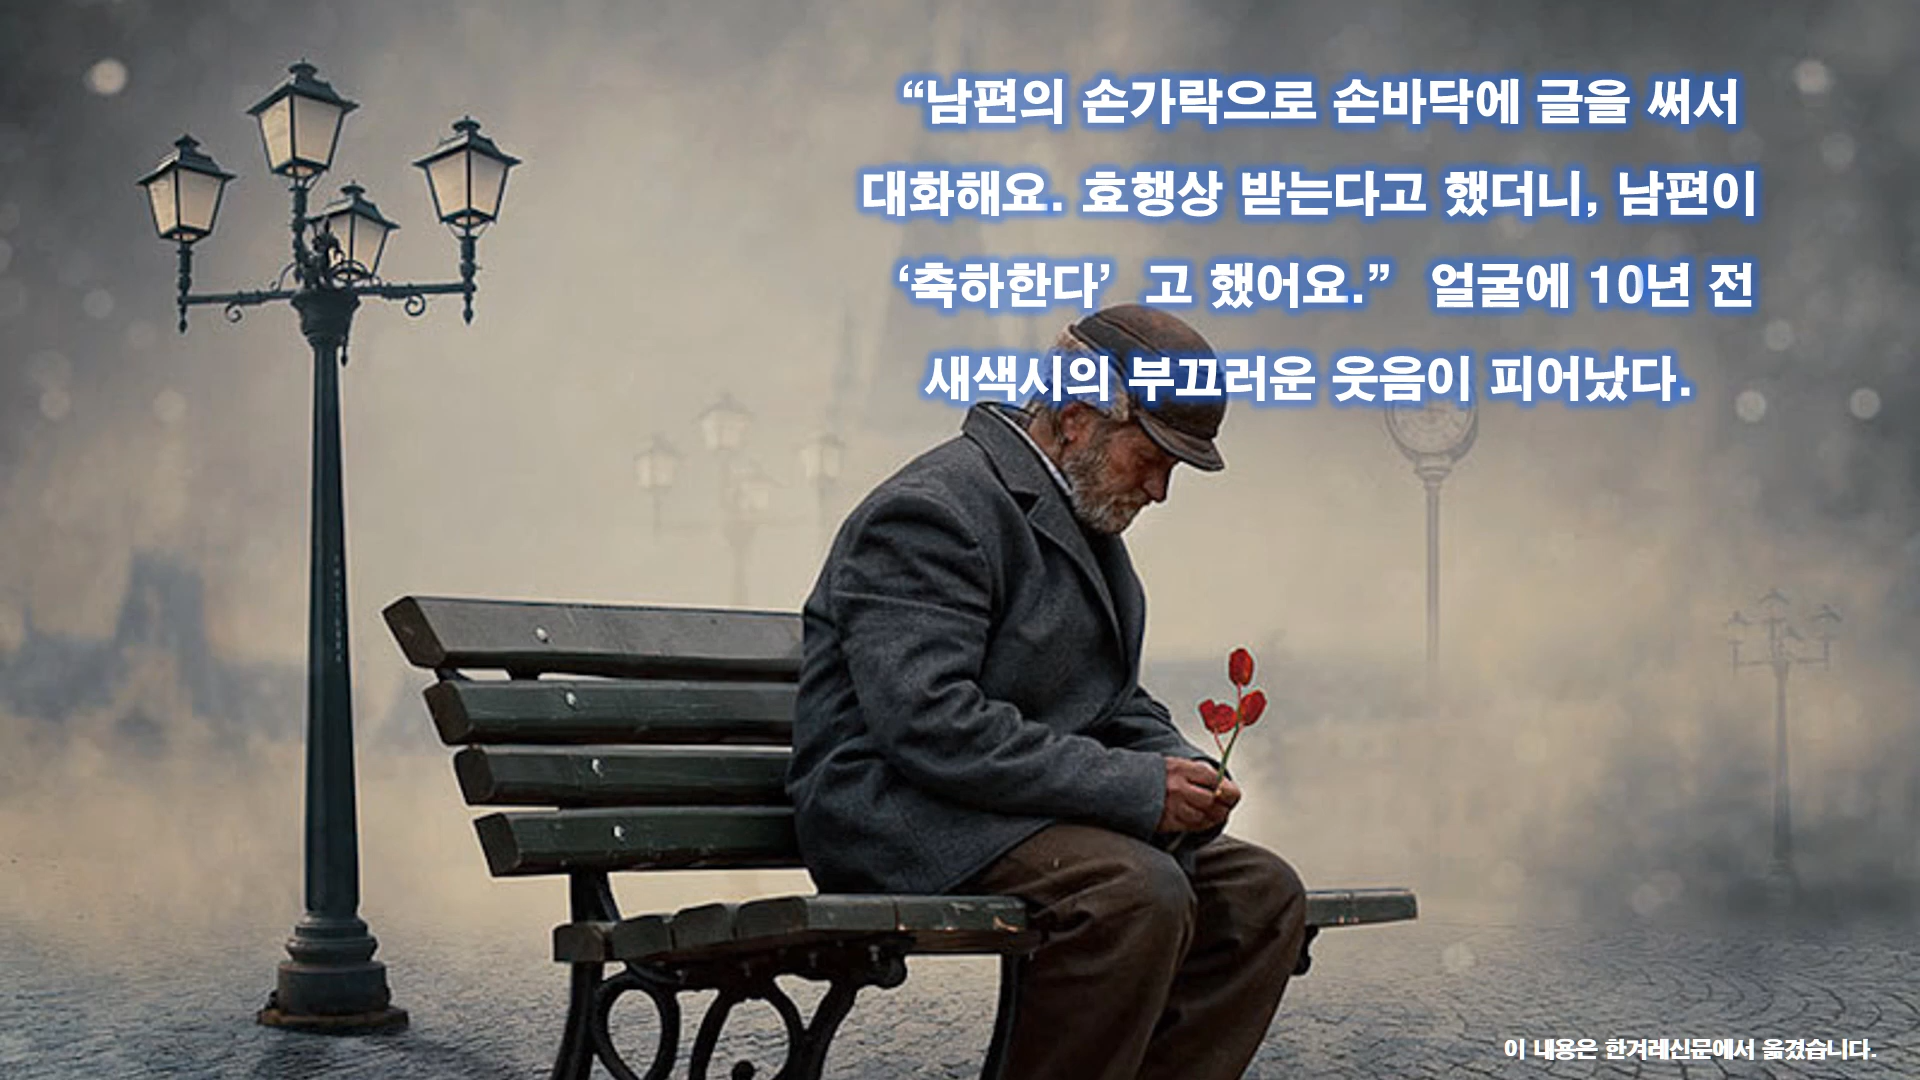 “남편의 손가락으로 손바닥에 글을 써서
대화해요. 효행상 받는다고 했더니, 남편이
‘축하한다’ 고 했어요.” 얼굴에 10년 전
새색시의 부끄러운 웃음이 피어났다.
이 내용은 한겨레신문에서 옮겼습니다.